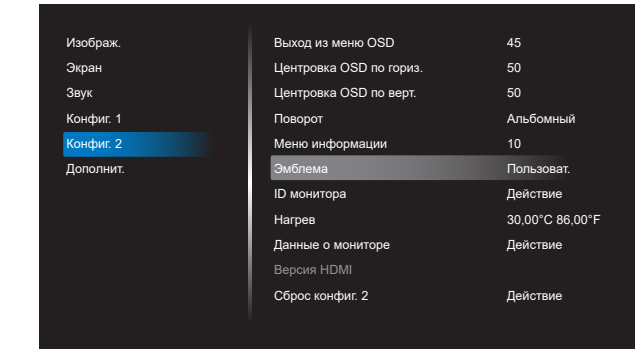 Изображ.
Экран
Звук
Конфиг. 1
Конфиг. 2
Дополнит.
Выход из меню OSD 45
Центровка OSD по гориз. 50
Центровка OSD по верт. 50
Поворот Альбомный
Меню информации 10
Эмблема Пользоват.
ID монитора Действие
Нагрев 30,00°C 86,00°F
Данные о мониторе Действие
Версия HDMI
Сброс конфиг. 2 Действие